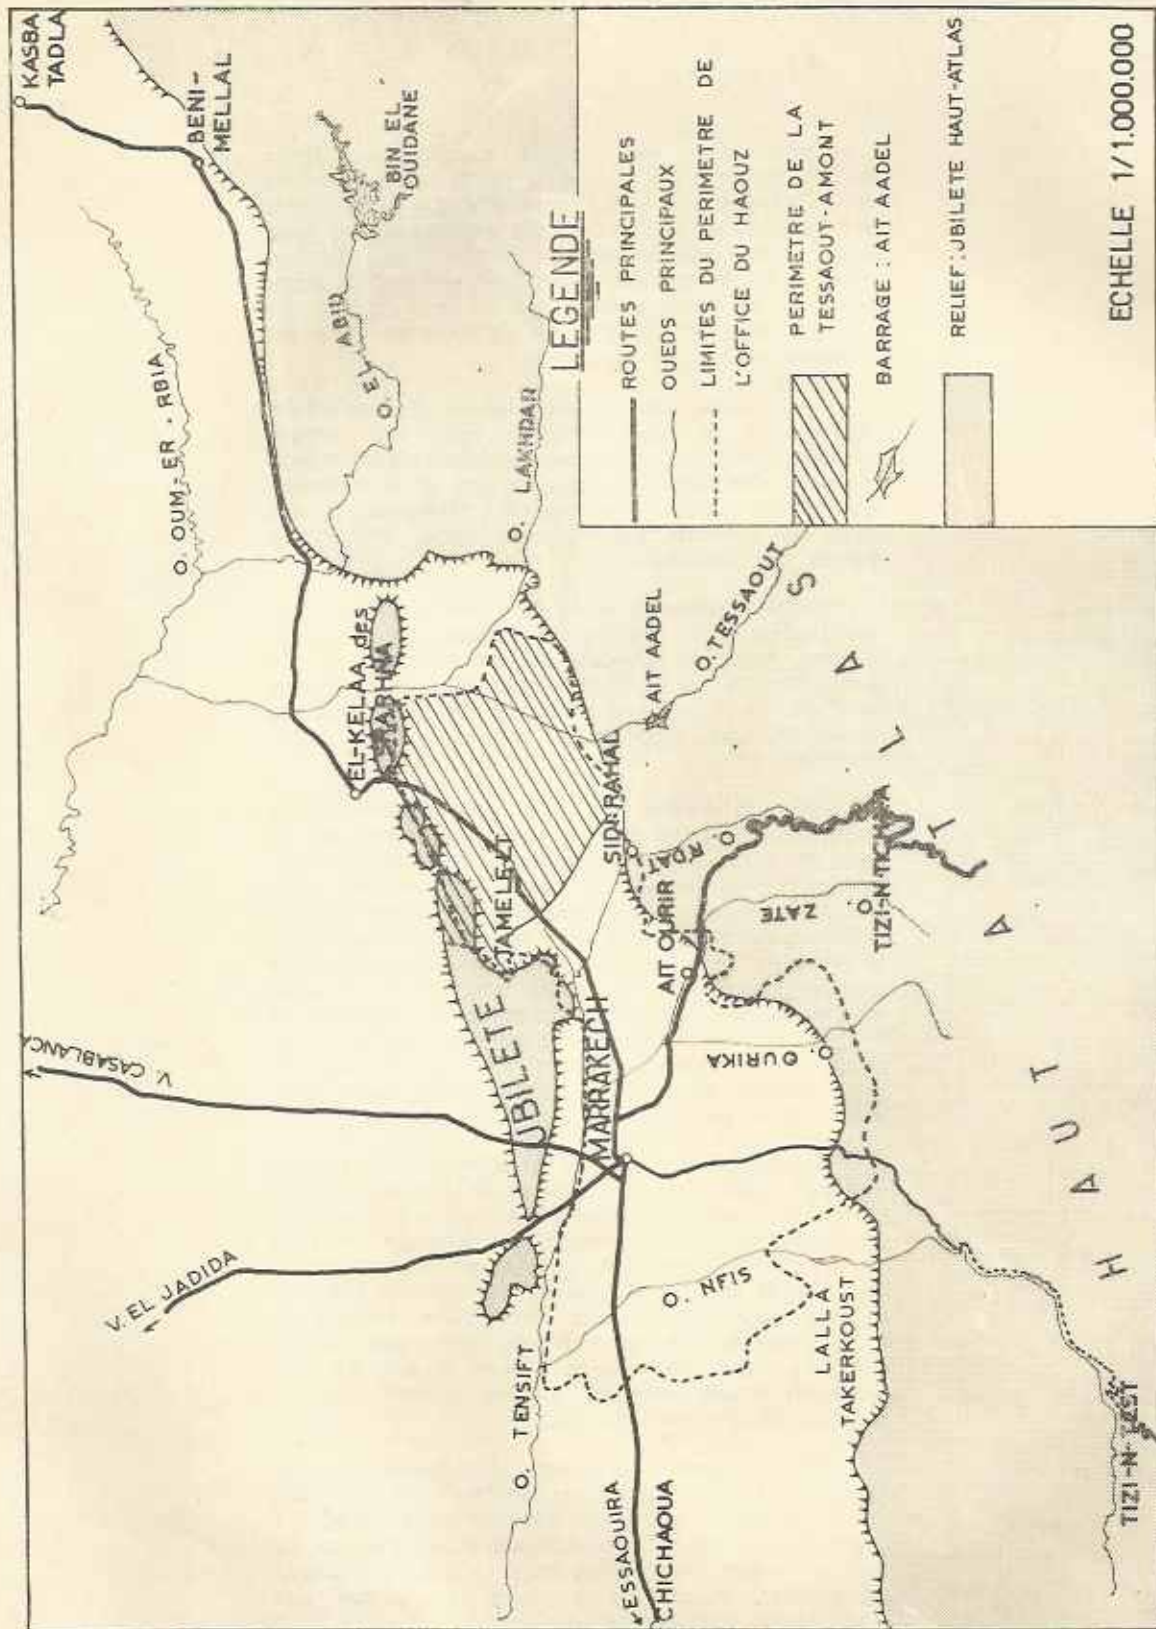 KASBA
TADLA
BENI-
MELLAL
O. OUM-ER-RBIA
BIN EL
OUIDANE
O. EL ABID
O. LAKHDAR
V. CASABLANCA
V. EL JADIDA
EL-KELAA des
SRARHNA
JBILETE
TAMELELT
SIDI RAHAL
AIT AADEL
O. TESSAOUT
MARRAKECH
AIT OURIR
O. R'DAT
O. ZATE
O. OURIKA
TIZI-N-TICHKA
O. TENSIFT
O. NFIS
ESSAOUIRA
CHICHAOUA
LALLA
TAKERKOUST
TIZI-N-TEST
HAUT ATLAS
LEGENDE
ROUTES PRINCIPALES
OUEDS PRINCIPAUX
LIMITES DU PERIMETRE DE
L'OFFICE DU HAOUZ
PERIMETRE DE LA
TESSAOUT-AMONT
BARRAGE : AIT AADEL
RELIEF: JBILETE HAUT-ATLAS
ECHELLE 1/1.000.000